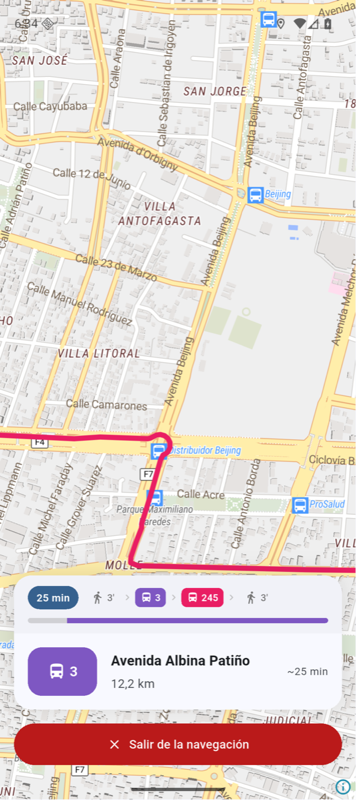 6:34
Avenida
SAN JOSÉ
Calle Araona
Calle Sebastián de Irigoyen
SAN JORGE
Calle Antofagasta
Calle Cayubaba
Avenida Beijing
Avenida d'Orbigny
Calle 12 de Junio
Beijing
Calle Adrián Patiño
VILLA
ANTOFAGASTA
Avenida Beijing
Calle 23 de Marzo
Calle Manuel Rodríguez
VILLA LITORAL
Avenida Beijing
Calle Camarones
F4
Distribuidor Beijing
Ciclovía B
F7
Calle Acre
Parque Maximiliano
Paredes
ProSalud
Calle Michel Faraday
Calle Grover Suarez
Calle Antonio Borda
MOLLE
VILL
25 min
3'
3
245
3'
3
Avenida Albina Patiño
12,2 km
~25 min
JUDICIAL
Salir de la navegación
F7